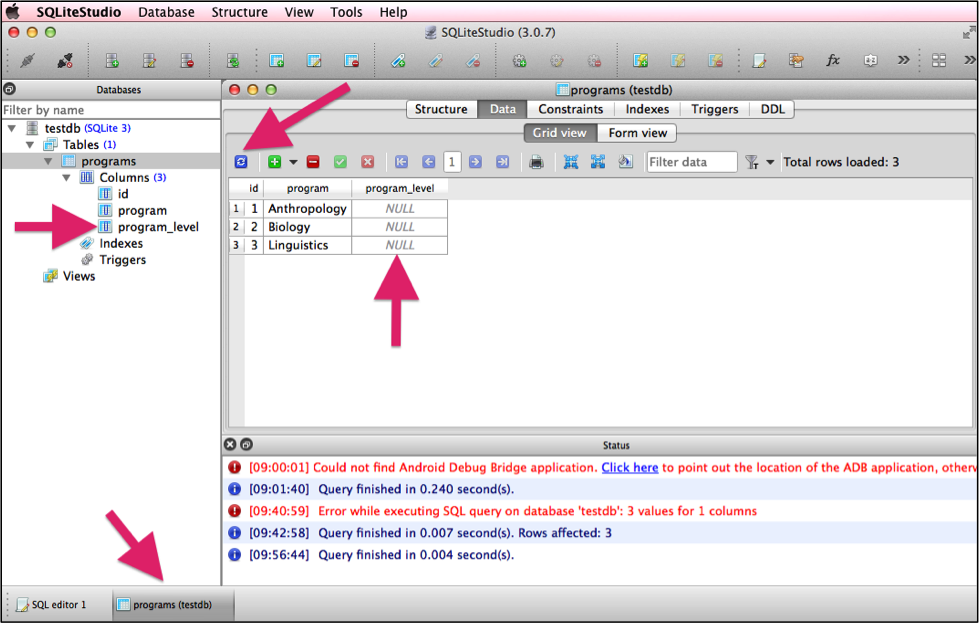 SQLiteStudio Database Structure View Tools Help
SQLiteStudio (3.0.7)
fx
Databases
Filter by name
testdb (SQLite 3)
Tables (1)
programs
Columns (3)
id
program
program_level
Indexes
Triggers
Views
programs (testdb)
Structure Data Constraints Indexes Triggers DDL
Grid view Form view
1 Filter data Total rows loaded: 3
id program program_level
1 1 Anthropology NULL
2 2 Biology NULL
3 3 Linguistics NULL
Status
[09:00:01] Could not find Android Debug Bridge application. Click here to point out the location of the ADB application, otherw
[09:01:40] Query finished in 0.240 second(s).
[09:40:59] Error while executing SQL query on database 'testdb': 3 values for 1 columns
[09:42:58] Query finished in 0.007 second(s). Rows affected: 3
[09:56:44] Query finished in 0.004 second(s).
SQL editor 1 programs (testdb)